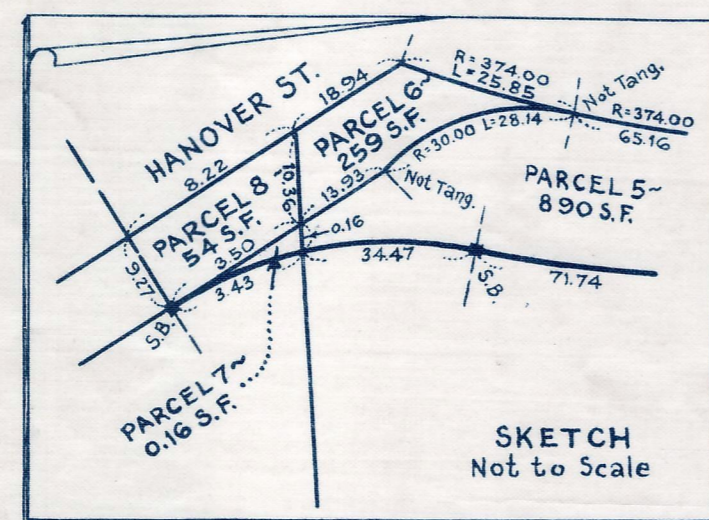 HANOVER ST.
18.94
8.22
R=374.00
L=25.85
Not Tang.
R=374.00
65.16
PARCEL 6~
259 S.F.
R=30.00 L=28.14
Not Tang.
PARCEL 5~
890 S.F.
PARCEL 8~
54 S.F.
10.36
13.93
0.16
9.27
3.50
3.43
34.47
71.74
S.B.
S.B.
PARCEL 7~
0.16 S.F.
SKETCH
Not to Scale